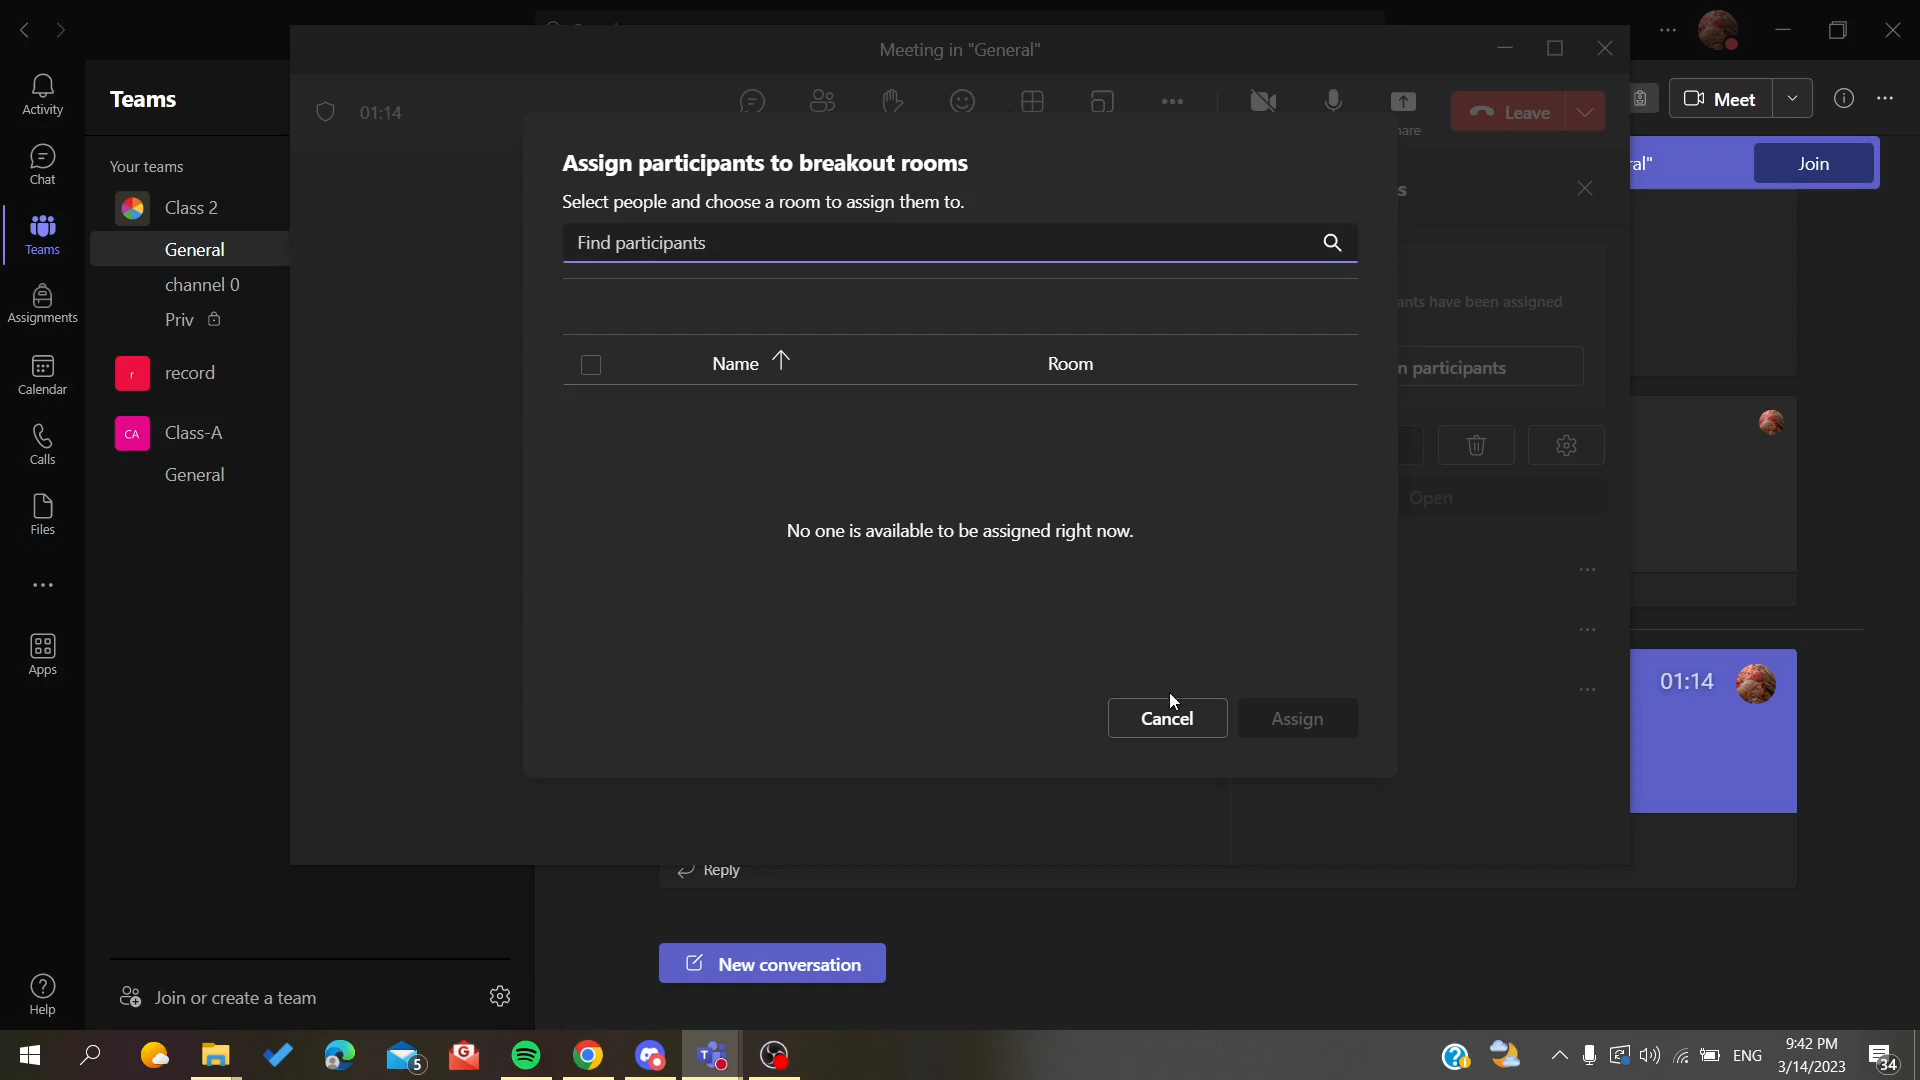 Meeting in "General"
Activity
Chat
Teams
Assignments
Calendar
Calls
Files
Apps
Help
Teams
Your teams
Class 2
General
channel 0
Priv
r
record
CA
Class-A
General
Join or create a team
01:14
Leave
Meet
Join
Assign participants to breakout rooms
Select people and choose a room to assign them to.
Find participants
Name
Room
No one is available to be assigned right now.
Cancel
Assign
ants have been assigned
n participants
Open
01:14
Reply
New conversation
5
ENG
9:42 PM
3/14/2023
34